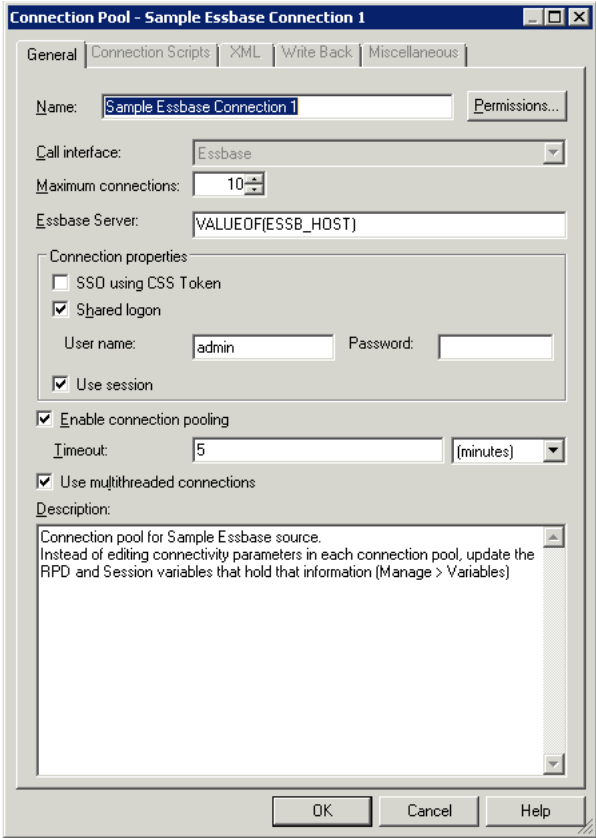 Connection Pool - Sample Essbase Connection 1
General Connection Scripts XML Write Back Miscellaneous
Name: Sample Essbase Connection 1 Permissions...
Call interface: Essbase
Maximum connections: 10
Essbase Server: VALUEOF(ESSB_HOST)
Connection properties
SSO using CSS Token
Shared logon
User name: admin Password:
Use session
Enable connection pooling
Timeout: 5 (minutes)
Use multithreaded connections
Description:
Connection pool for Sample Essbase source.
Instead of editing connectivity parameters in each connection pool, update the
RPD and Session variables that hold that information (Manage > Variables)
OK Cancel Help